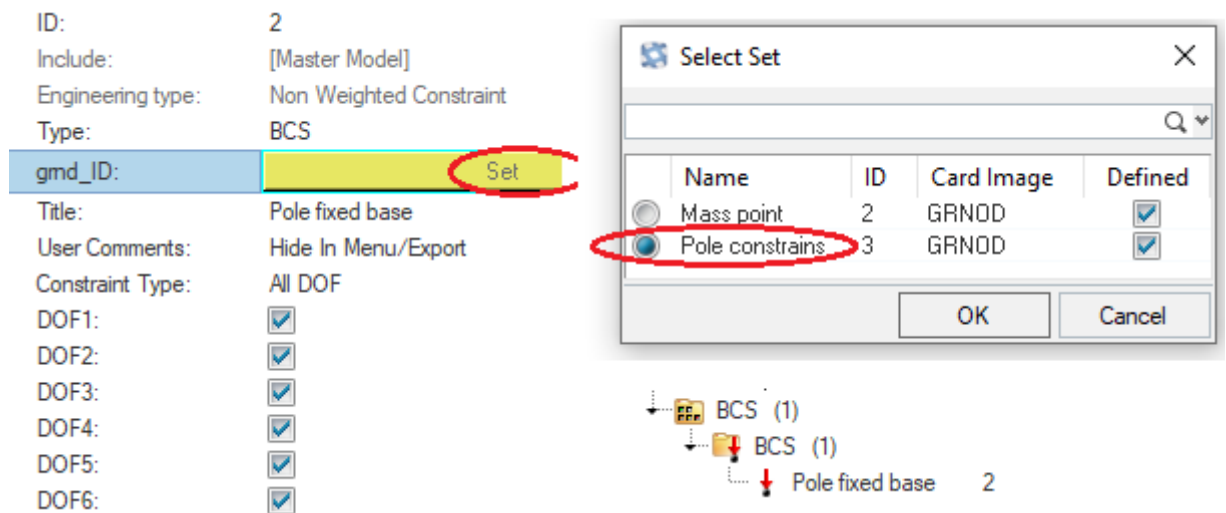 ID: 2
Include: [Master Model]
Engineering type: Non Weighted Constraint
Type: BCS
grnd_ID: Set
Title: Pole fixed base
User Comments: Hide In Menu/Export
Constraint Type: All DOF
DOF1:
DOF2:
DOF3:
DOF4:
DOF5:
DOF6:
Select Set
Name ID Card Image Defined
Mass point 2 GRNOD
Pole constrains 3 GRNOD
OK Cancel
BCS (1)
BCS (1)
Pole fixed base 2